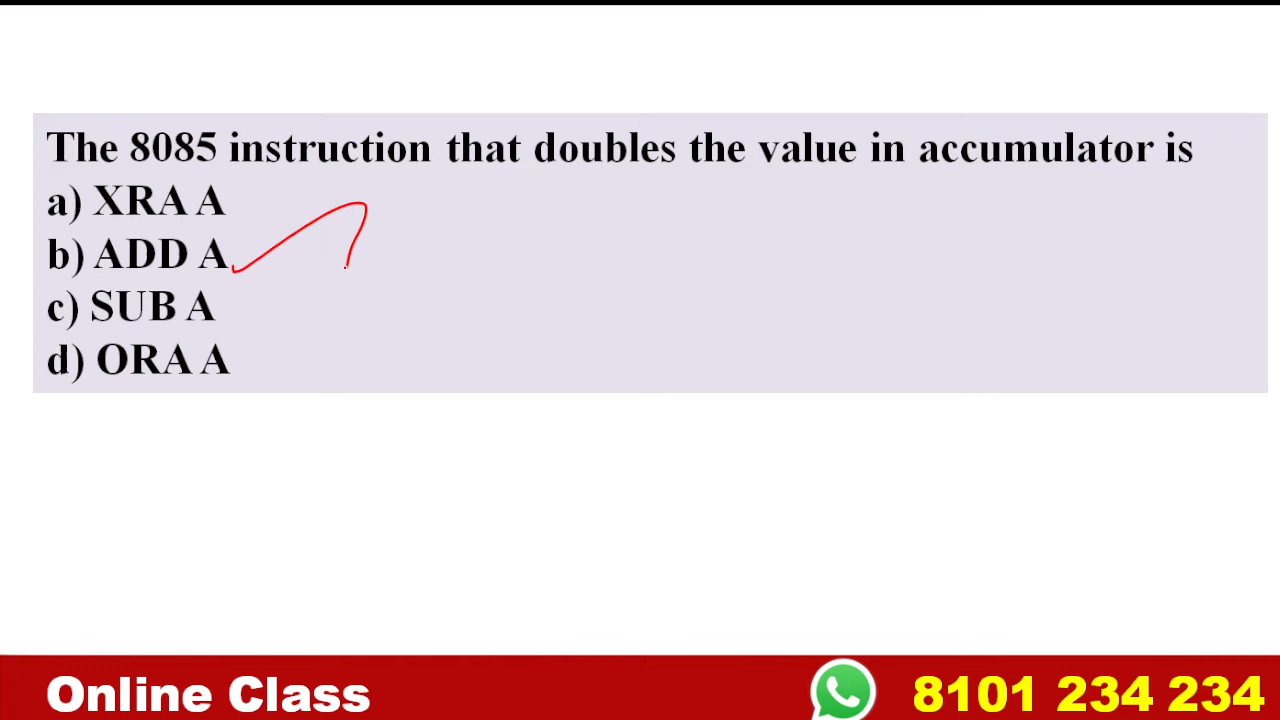 The 8085 instruction that doubles the value in accumulator is
a) XRA A
b) ADD A
c) SUB A
d) ORA A
Online Class
8101 234 234